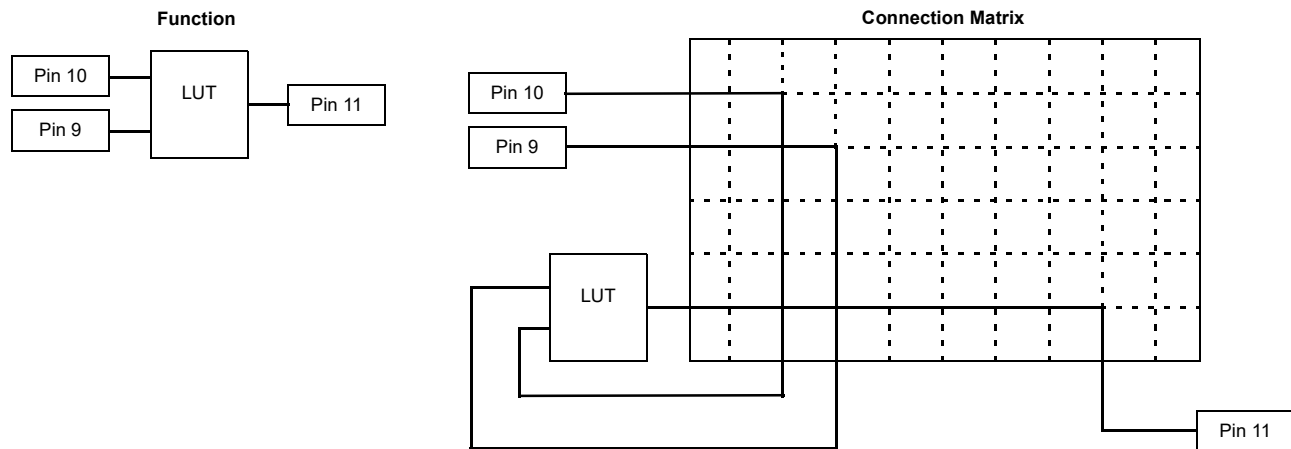 Function
Pin 10
Pin 9
LUT
Pin 11
Connection Matrix
Pin 10
Pin 9
LUT
Pin 11